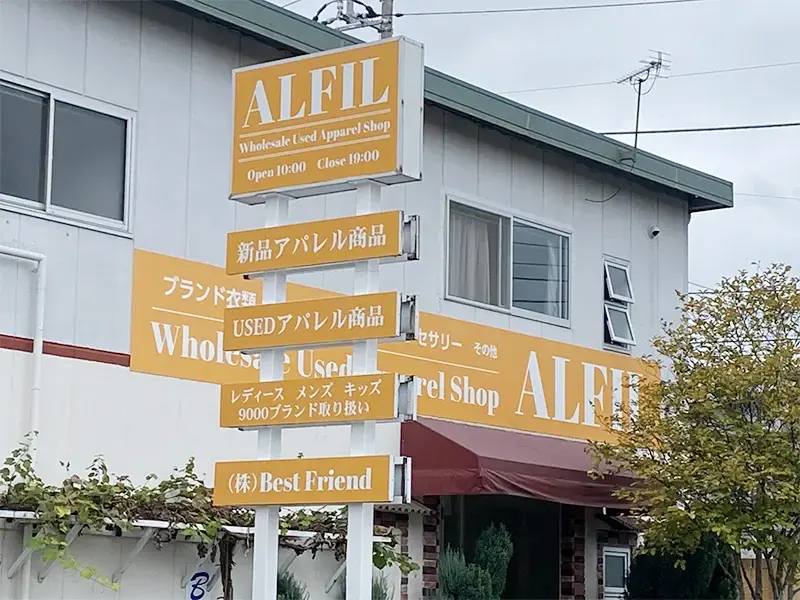 ALFIL
Wholesale Used Apparel Shop
Open 10:00 Close 19:00
新品アパレル商品
USEDアパレル商品
レディース メンズ キッズ
9000ブランド取り扱い
(株)Best Friend
ブランド衣類
セサリー その他
Wholesale Used
rel Shop ALFIL
B